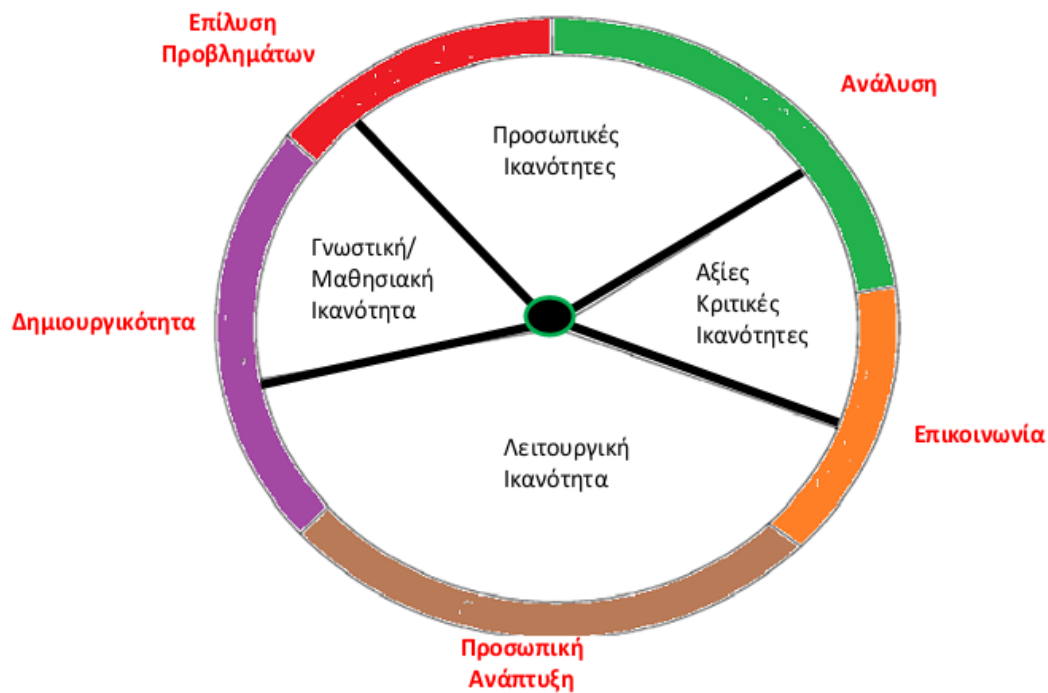 Επίλυση
Προβλημάτων
Ανάλυση
Προσωπικές
Ικανότητες
Γνωστική/
Μαθησιακή
Ικανότητα
Αξίες
Κριτικές
Ικανότητες
Δημιουργικότητα
Επικοινωνία
Λειτουργική
Ικανότητα
Προσωπική
Ανάπτυξη